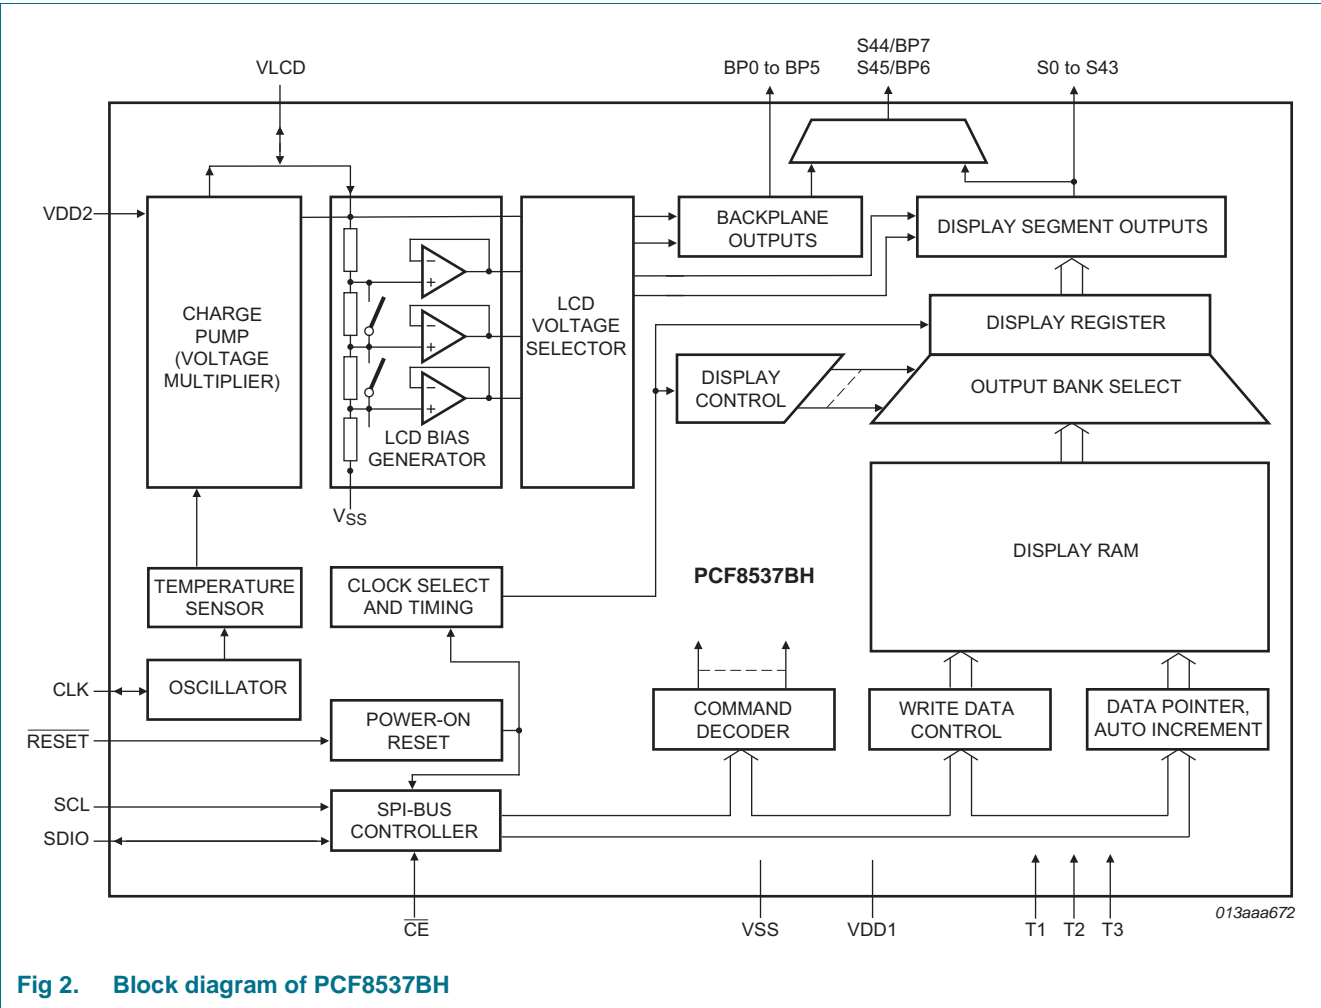 S44/BP7
VLCD
BP0 to BP5
S45/BP6
S0 to S43
VDD2
CHARGE
PUMP
(VOLTAGE
MULTIPLIER)
−
+
−
+
−
+
LCD BIAS
GENERATOR
VSS
LCD
VOLTAGE
SELECTOR
BACKPLANE
OUTPUTS
DISPLAY SEGMENT OUTPUTS
DISPLAY REGISTER
DISPLAY
CONTROL
OUTPUT BANK SELECT
DISPLAY RAM
PCF8537BH
TEMPERATURE
SENSOR
CLOCK SELECT
AND TIMING
CLK
OSCILLATOR
RESET
POWER-ON
RESET
COMMAND
DECODER
WRITE DATA
CONTROL
DATA POINTER,
AUTO INCREMENT
SCL
SDIO
SPI-BUS
CONTROLLER
CE
VSS
VDD1
T1
T2
T3
013aaa672
Fig 2. Block diagram of PCF8537BH